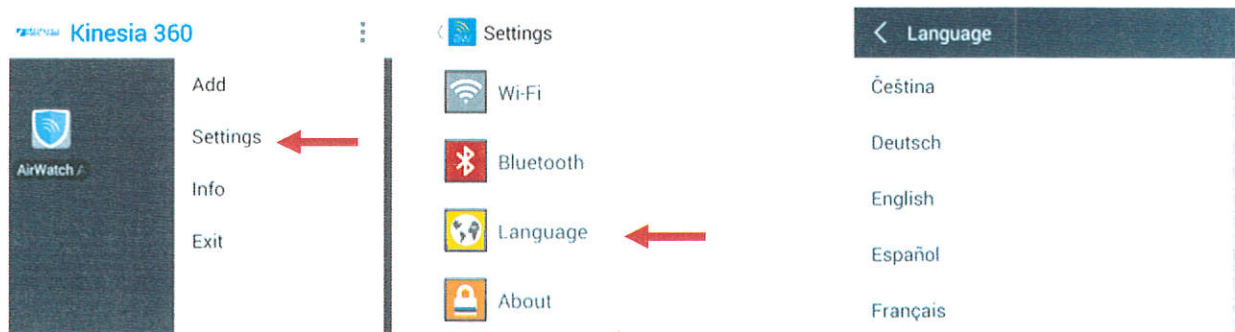 Kinesia 360
Add
Settings
Info
Exit
AirWatch A
Settings
Wi-Fi
Bluetooth
Language
About
Language
Čeština
Deutsch
English
Español
Français